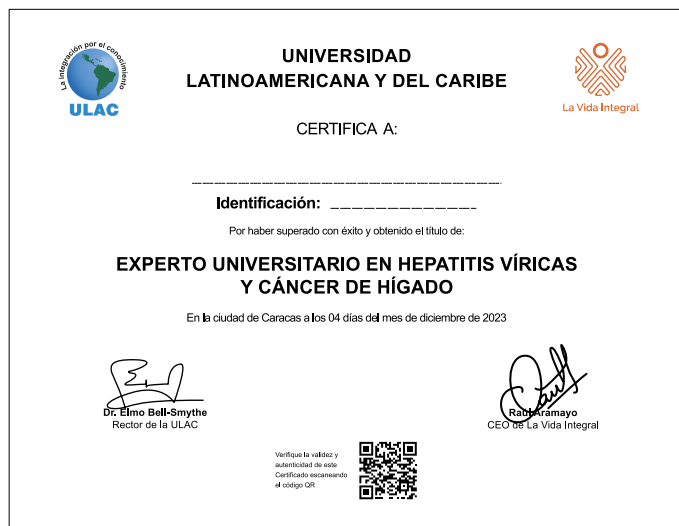 La integración por el conocimiento
ULAC
UNIVERSIDAD
LATINOAMERICANA Y DEL CARIBE
La Vida Integral
CERTIFICA A:
Identificación:
Por haber superado con éxito y obtenido el título de:
EXPERTO UNIVERSITARIO EN HEPATITIS VÍRICAS
Y CÁNCER DE HÍGADO
En la ciudad de Caracas a los 04 días del mes de diciembre de 2023
Dr. Elmo Bell-Smythe
Rector de la ULAC
Raúl Aramayo
CEO de La Vida Integral
Verifique la validez y
autenticidad de este
Certificado escaneando
el código QR